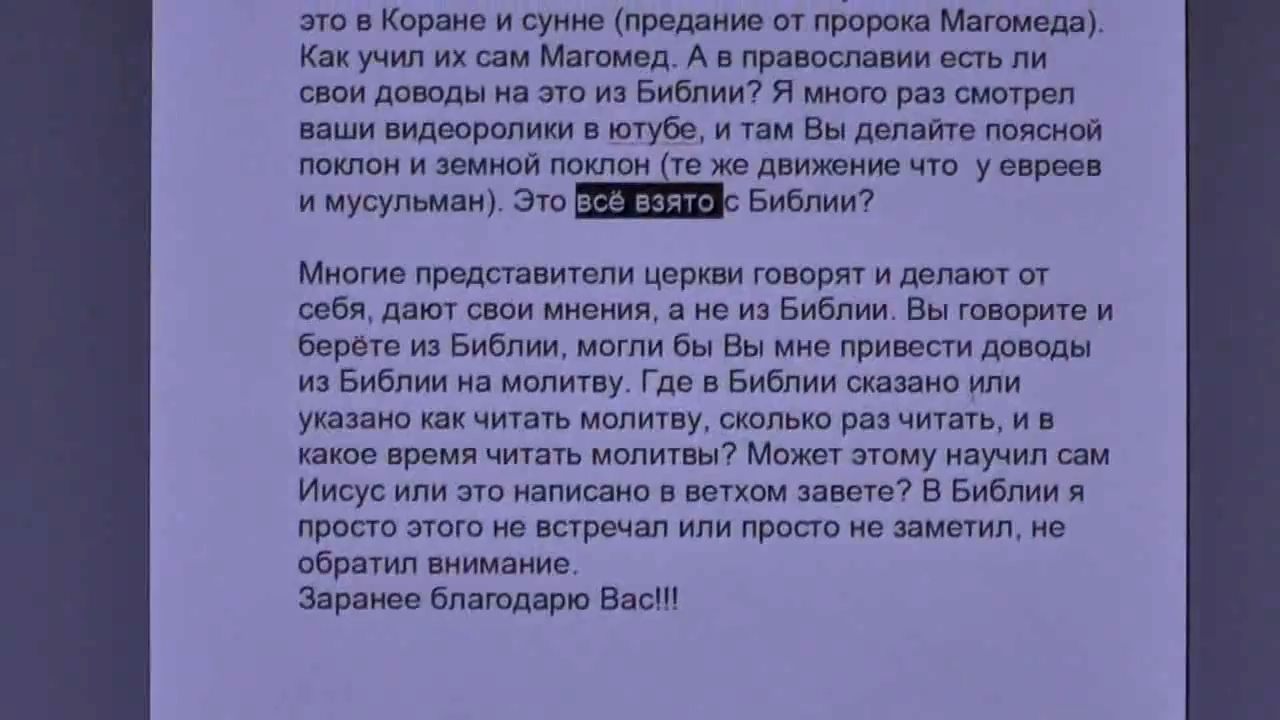 это в Коране и сунне (предание от пророка Магомеда).
Как учил их сам Магомед. А в православии есть ли
свои доводы на это из Библии? Я много раз смотрел
ваши видеоролики в ютубе, и там Вы делайте поясной
поклон и земной поклон (те же движение что у евреев
и мусульман). Это всё взято с Библии?
Многие представители церкви говорят и делают от
себя, дают свои мнения, а не из Библии. Вы говорите и
берёте из Библии, могли бы Вы мне привести доводы
из Библии на молитву. Где в Библии сказано или
указано как читать молитву, сколько раз читать, и в
какое время читать молитвы? Может этому научил сам
Иисус или это написано в ветхом завете? В Библии я
просто этого не встречал или просто не заметил, не
обратил внимание.
Заранее благодарю Вас!!!